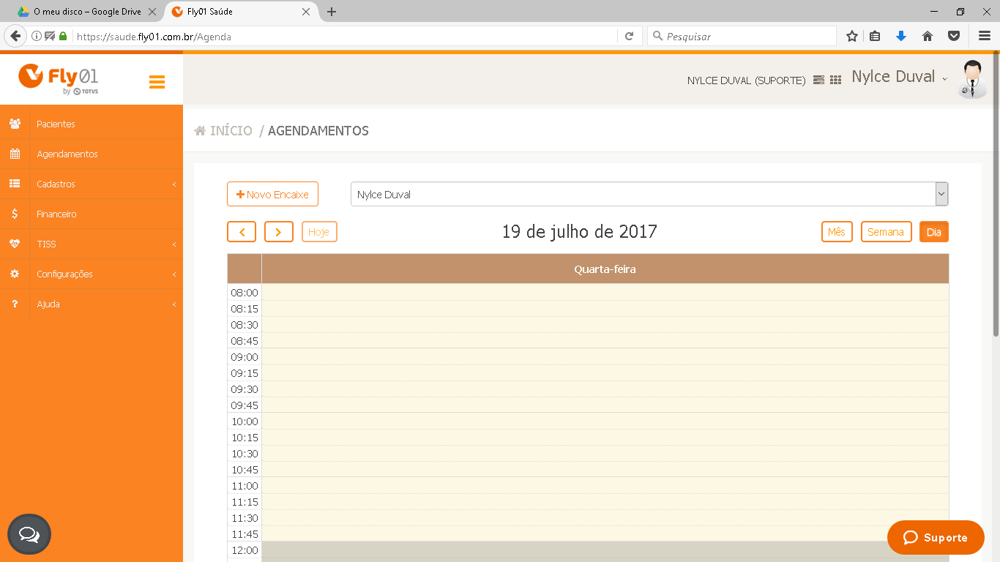 O meu disco – Google Drive
Fly01 Saúde
https://saude.fly01.com.br/Agenda
Pesquisar
Fly01
by TOTVS
NYLCE DUVAL (SUPORTE)
Nylce Duval
Pacientes
Agendamentos
Cadastros
Financeiro
TISS
Configurações
Ajuda
INÍCIO / AGENDAMENTOS
Novo Encaixe
Nylce Duval
Hoje
19 de julho de 2017
Mês
Semana
Dia
Quarta-feira
08:00
08:15
08:30
08:45
09:00
09:15
09:30
09:45
10:00
10:15
10:30
10:45
11:00
11:15
11:30
11:45
12:00
Suporte